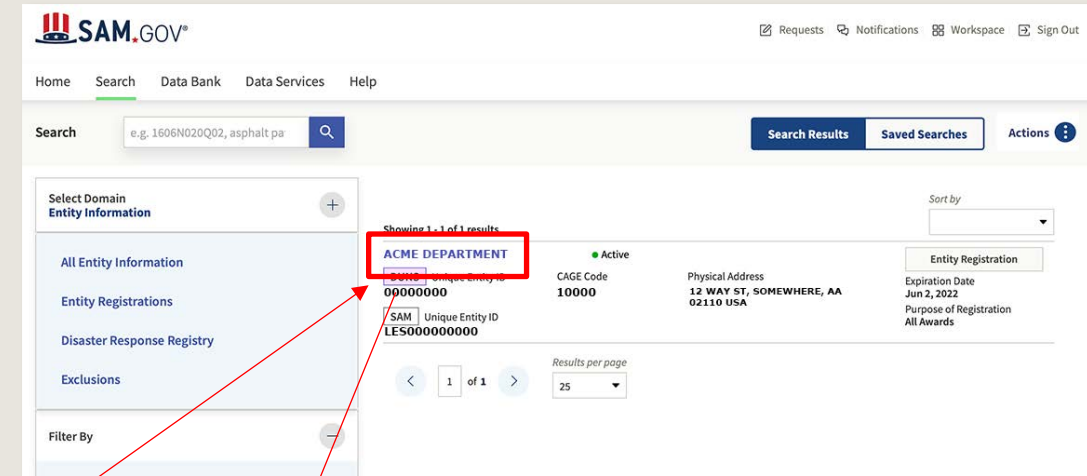 SAM.GOV®
Requests Notifications Workspace Sign Out
Home Search Data Bank Data Services Help
Search e.g. 1606N020Q02, asphalt pa Search Results Saved Searches Actions
Select Domain
Entity Information
Sort by
Showing 1 - 1 of 1 results
All Entity Information
Entity Registrations
Disaster Response Registry
Exclusions
Filter By
ACME DEPARTMENT Active Entity Registration
DUNS Unique Entity ID CAGE Code Physical Address Expiration Date
00000000 10000 12 WAY ST, SOMEWHERE, AA Jun 2, 2022
02110 USA Purpose of Registration
SAM Unique Entity ID All Awards
LES000000000
1 of 1 Results per page
25